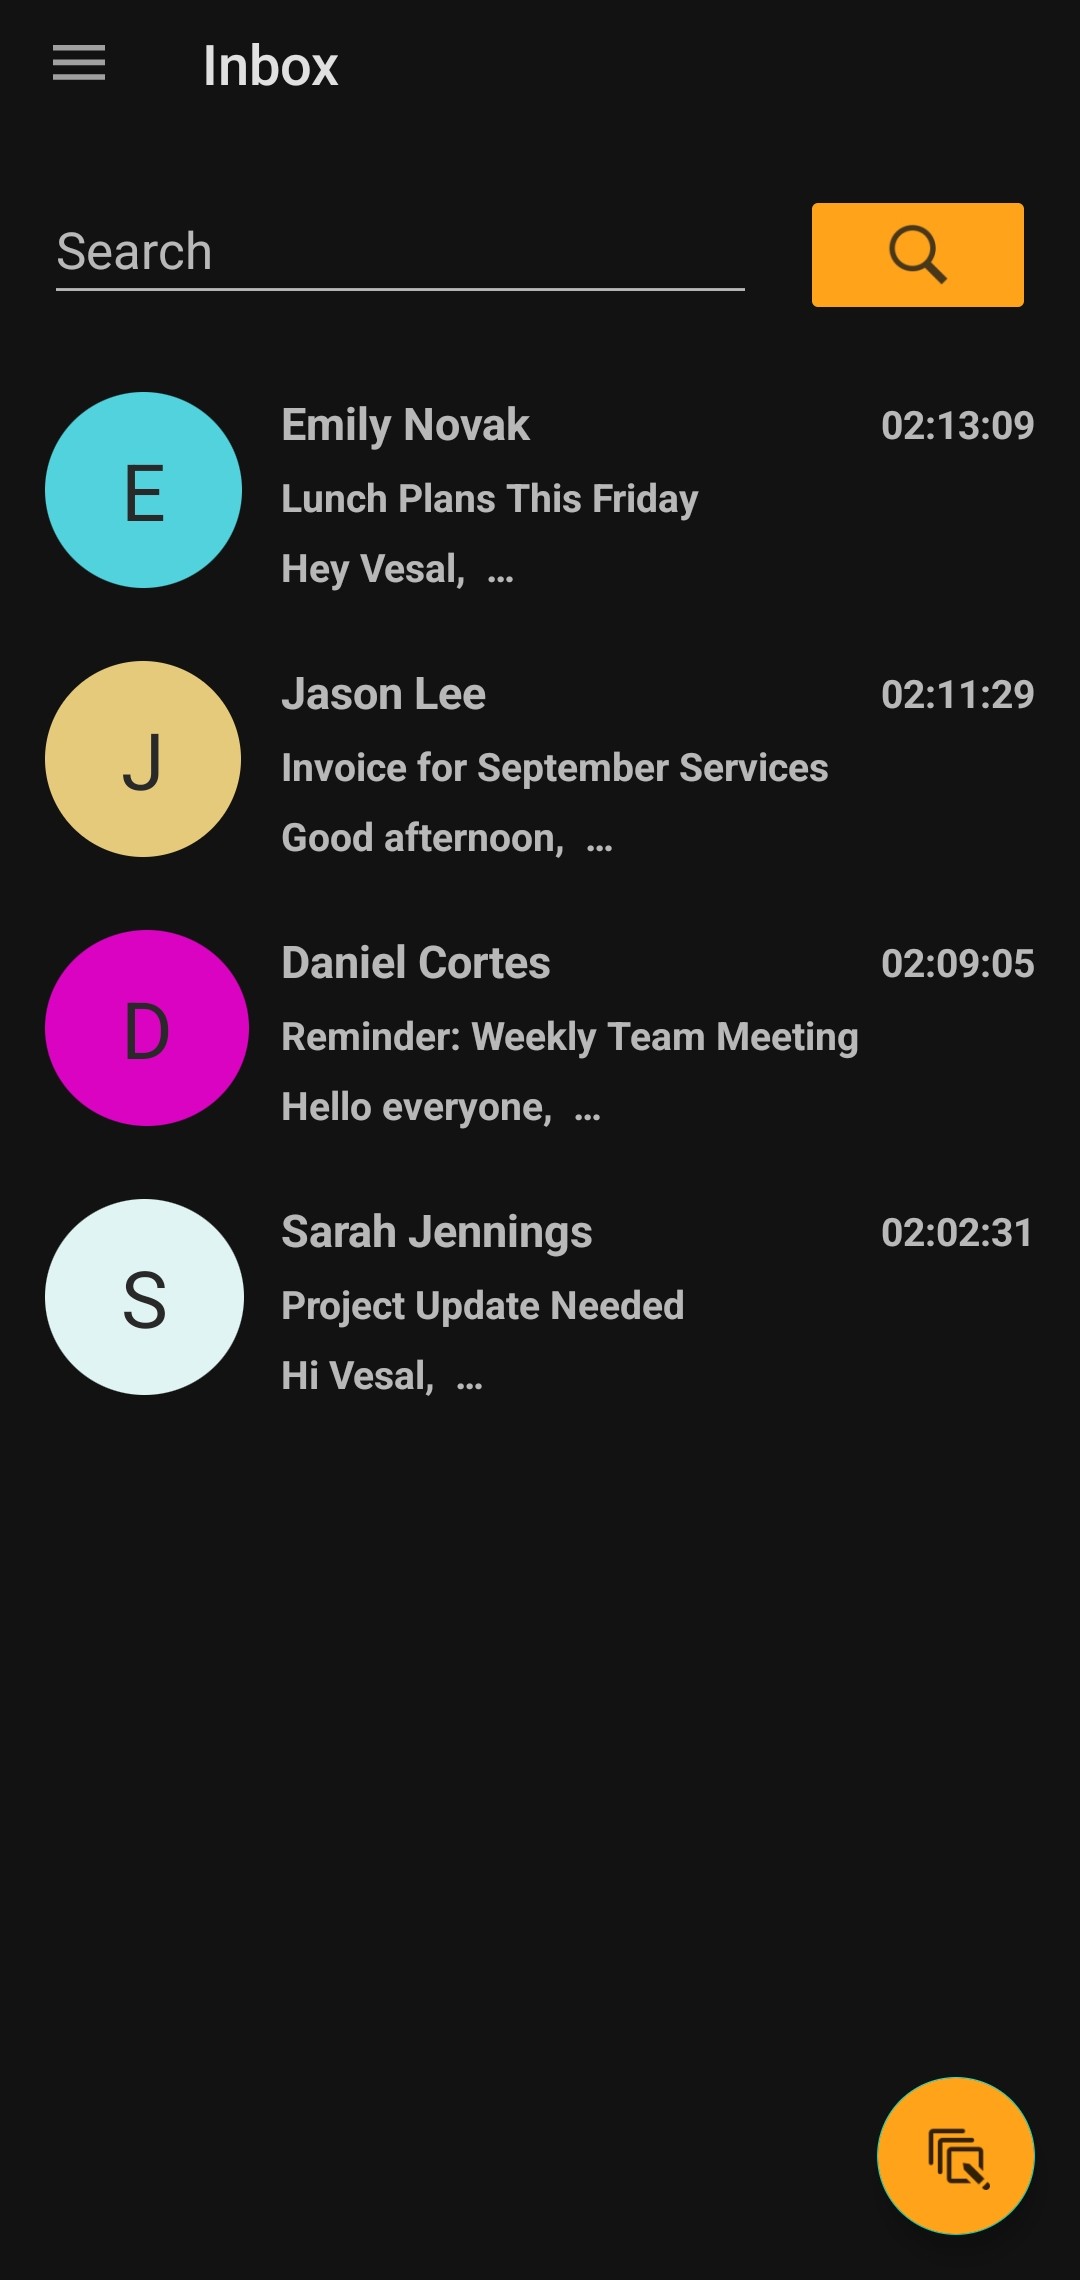 Inbox
Search
E
Emily Novak 02:13:09
Lunch Plans This Friday
Hey Vesal,  …
J
Jason Lee 02:11:29
Invoice for September Services
Good afternoon,  …
D
Daniel Cortes 02:09:05
Reminder: Weekly Team Meeting
Hello everyone,  …
S
Sarah Jennings 02:02:31
Project Update Needed
Hi Vesal,  …